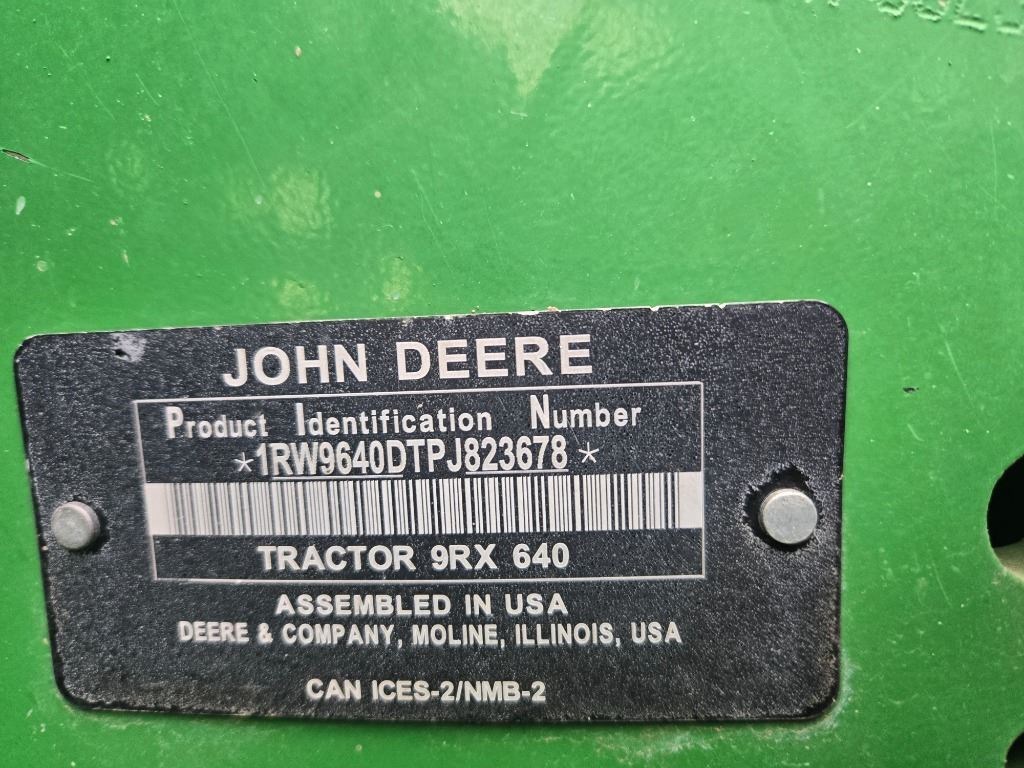 JOHN DEERE
Product Identification Number
*1RW9640DTPJ823678*
TRACTOR 9RX 640
ASSEMBLED IN USA
DEERE & COMPANY, MOLINE, ILLINOIS, USA
CAN ICES-2/NMB-2